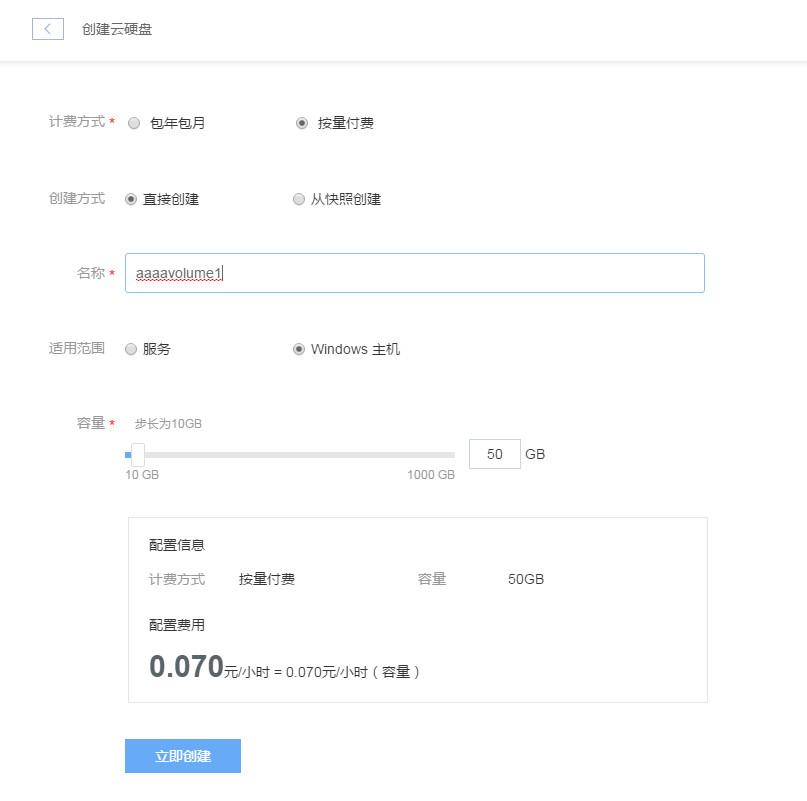 创建云硬盘
计费方式 * 包年包月 按量付费
创建方式 直接创建 从快照创建
名称 * aaaavolume1
适用范围 服务 Windows 主机
容量 * 步长为10GB
50 GB
10 GB 1000 GB
配置信息
计费方式 按量付费 容量 50GB
配置费用
0.070元/小时 = 0.070元/小时 ( 容量 )
立即创建